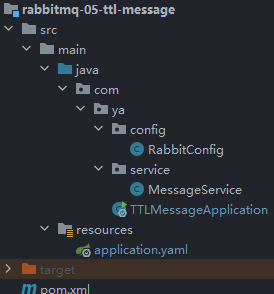 rabbitmq-05-ttl-message
src
main
java
com
ya
config
RabbitConfig
service
MessageService
TTLMessageApplication
resources
application.yaml
target
pom.xml